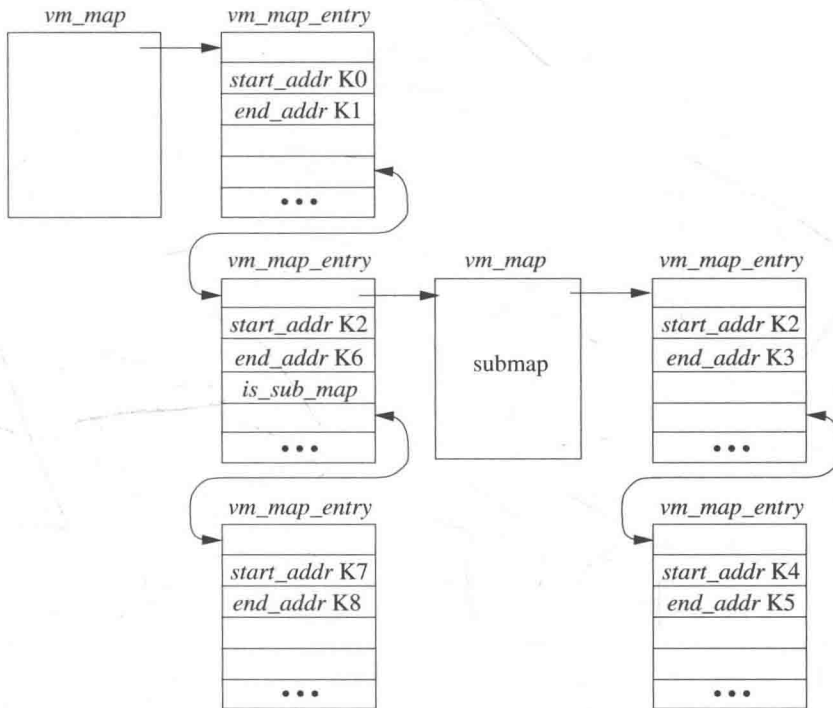 vm_map
vm_map_entry
start_addr K0
end_addr K1
•••
vm_map_entry
start_addr K2
end_addr K6
is_sub_map
•••
vm_map
submap
vm_map_entry
start_addr K2
end_addr K3
•••
vm_map_entry
start_addr K7
end_addr K8
•••
vm_map_entry
start_addr K4
end_addr K5
•••